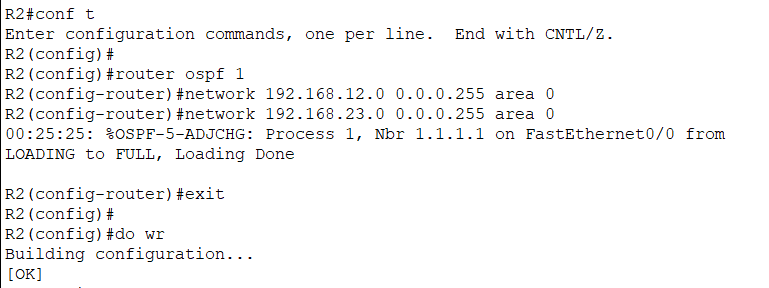 R2#conf t
Enter configuration commands, one per line.  End with CNTL/Z.
R2(config)#
R2(config)#router ospf 1
R2(config-router)#network 192.168.12.0 0.0.0.255 area 0
R2(config-router)#network 192.168.23.0 0.0.0.255 area 0
00:25:25: %OSPF-5-ADJCHG: Process 1, Nbr 1.1.1.1 on FastEthernet0/0 from
LOADING to FULL, Loading Done
R2(config-router)#exit
R2(config)#
R2(config)#do wr
Building configuration...
[OK]